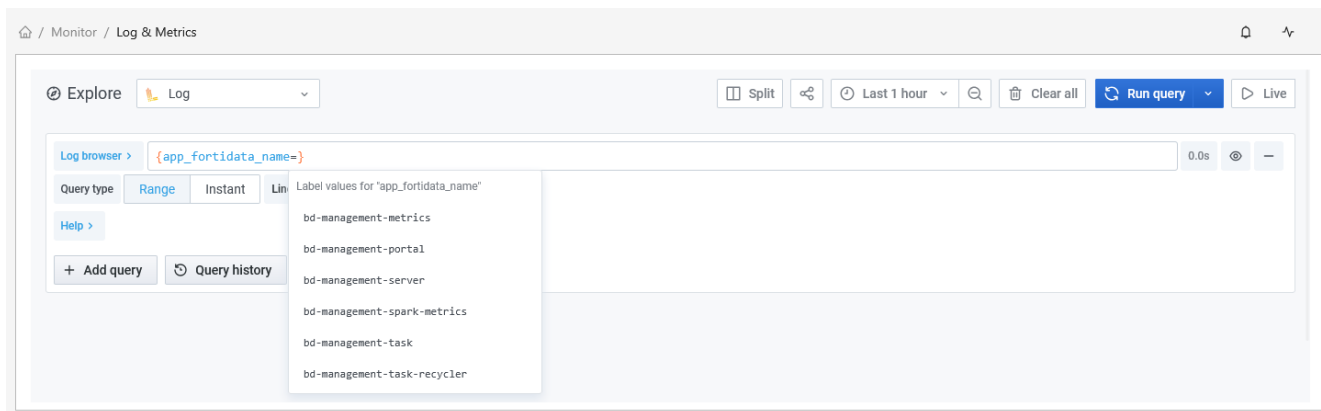 / Monitor / Log & Metrics
Explore Log Split Last 1 hour Clear all Run query Live
Log browser > {app_fortidata_name=} 0.0s
Query type Range Instant Lin
Label values for "app_fortidata_name"
bd-management-metrics
Help >
bd-management-portal
+ Add query Query history
bd-management-server
bd-management-spark-metrics
bd-management-task
bd-management-task-recycler